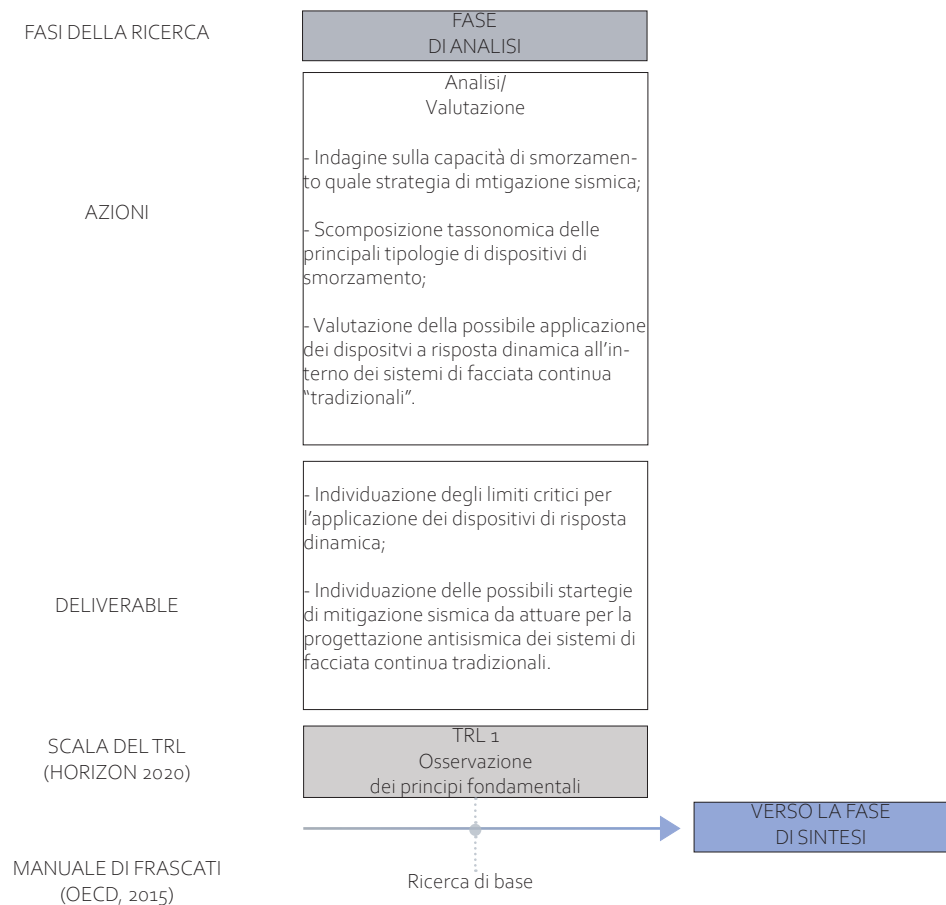 FASI DELLA RICERCA
FASE
DI ANALISI
AZIONI
Analisi/
Valutazione
- Indagine sulla capacità di smorzamen-
to quale strategia di mtigazione sismica;
- Scomposizione tassonomica delle
principali tipologie di dispositivi di
smorzamento;
- Valutazione della possibile applicazione
dei dispositvi a risposta dinamica all'in-
terno dei sistemi di facciata continua
"tradizionali".
DELIVERABLE
- Individuazione degli limiti critici per
l'applicazione dei dispositivi di risposta
dinamica;
- Individuazione delle possibili startegie
di mitigazione sismica da attuare per la
progettazione antisismica dei sistemi di
facciata continua tradizionali.
SCALA DEL TRL
(HORIZON 2020)
TRL 1
Osservazione
dei principi fondamentali
VERSO LA FASE
DI SINTESI
MANUALE DI FRASCATI
(OECD, 2015)
Ricerca di base